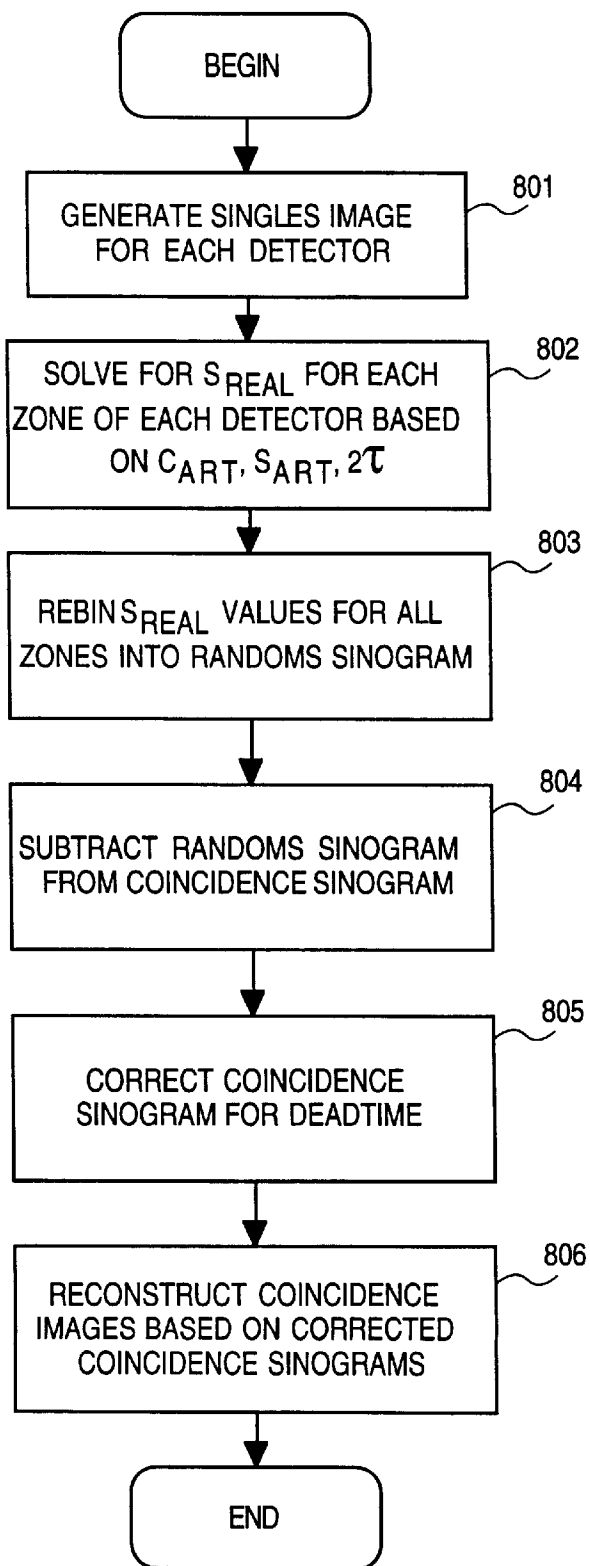 BEGIN
801
GENERATE SINGLES IMAGE
FOR EACH DETECTOR
802
SOLVE FOR SREAL FOR EACH
ZONE OF EACH DETECTOR BASED
ON CART, SART, 2τ
803
REBIN SREAL VALUES FOR ALL
ZONES INTO RANDOMS SINOGRAM
804
SUBTRACT RANDOMS SINOGRAM
FROM COINCIDENCE SINOGRAM
805
CORRECT COINCIDENCE
SINOGRAM FOR DEADTIME
806
RECONSTRUCT COINCIDENCE
IMAGES BASED ON CORRECTED
COINCIDENCE SINOGRAMS
END